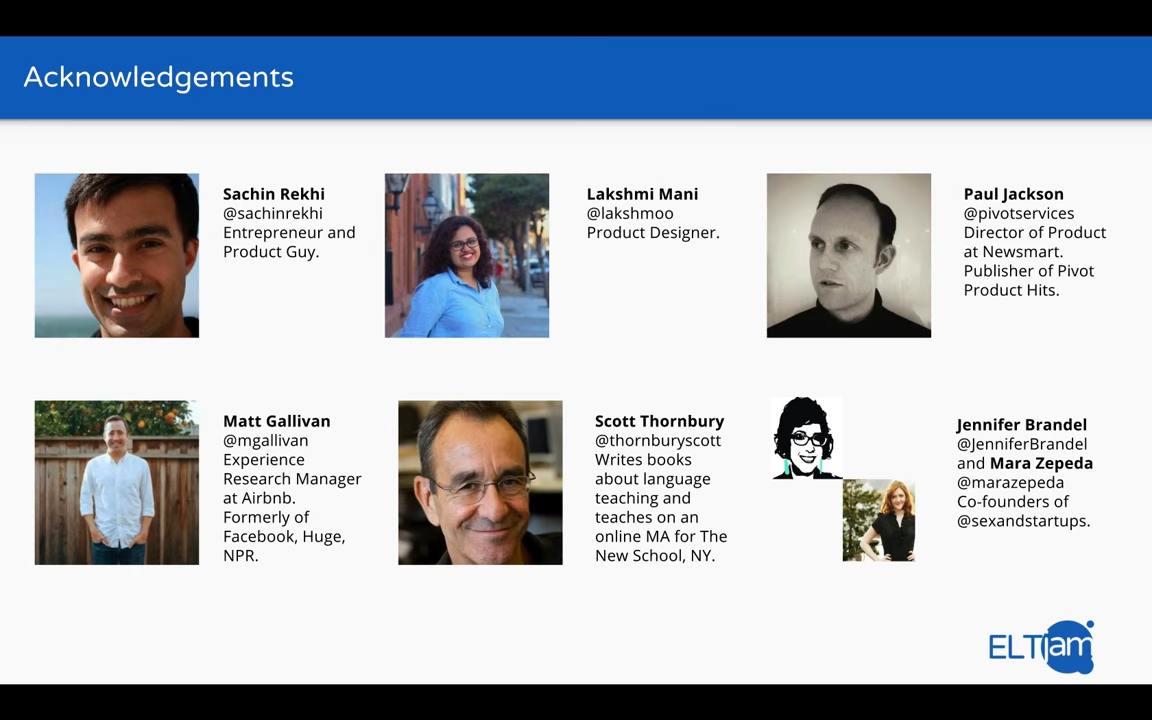 Acknowledgements
Sachin Rekhi
@sachinrekhi
Entrepreneur and
Product Guy.
Lakshmi Mani
@lakshmoo
Product Designer.
Paul Jackson
@pivotservices
Director of Product
at Newsmart.
Publisher of Pivot
Product Hits.
Matt Gallivan
@mgallivan
Experience
Research Manager
at Airbnb.
Formerly of
Facebook, Huge,
NPR.
Scott Thornbury
@thornburyscott
Writes books
about language
teaching and
teaches on an
online MA for The
New School, NY.
Jennifer Brandel
@JenniferBrandel
and Mara Zepeda
@marazepeda
Co-founders of
@sexandstartups.
ELTjam